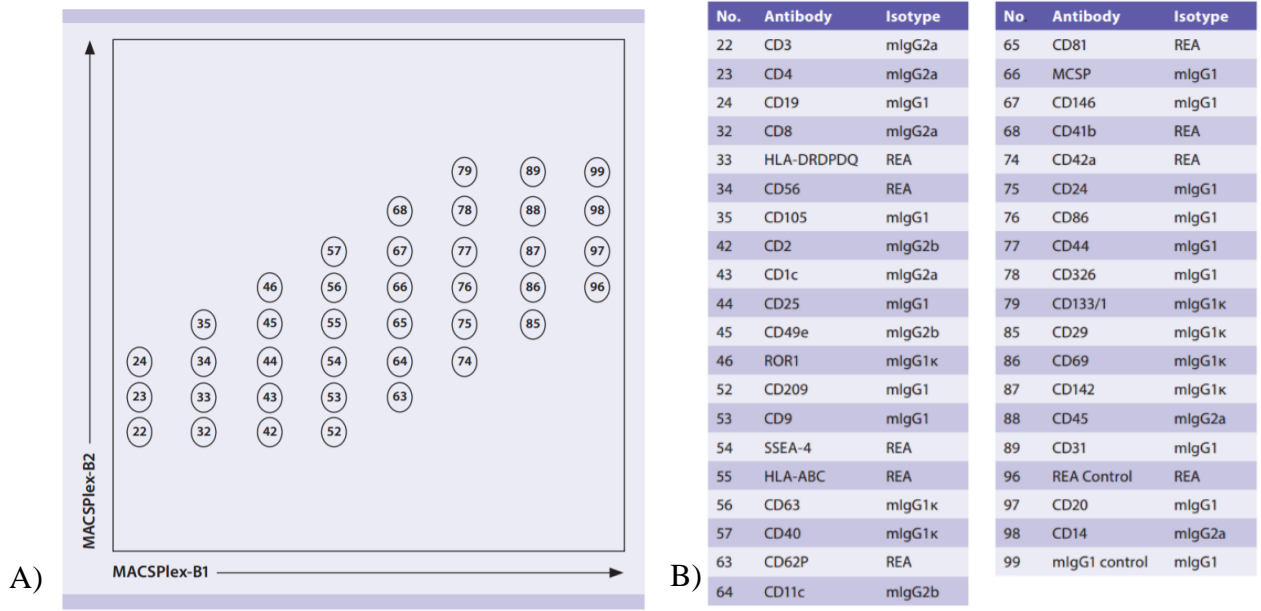 79 89 99
68 78 88 98
57 67 77 87 97
46 56 66 76 86 96
35 45 55 65 75 85
24 34 44 54 64 74
23 33 43 53 63
22 32 42 52
MACSPlex-B2
MACSPlex-B1
A)
B)
No. Antibody Isotype
22 CD3 mIgG2a
23 CD4 mIgG2a
24 CD19 mIgG1
32 CD8 mIgG2a
33 HLA-DRDPDQ REA
34 CD56 REA
35 CD105 mIgG1
42 CD2 mIgG2b
43 CD1c mIgG2a
44 CD25 mIgG1
45 CD49e mIgG2b
46 ROR1 mIgG1κ
52 CD209 mIgG1
53 CD9 mIgG1
54 SSEA-4 REA
55 HLA-ABC REA
56 CD63 mIgG1κ
57 CD40 mIgG1κ
63 CD62P REA
64 CD11c mIgG2b
No. Antibody Isotype
65 CD81 REA
66 MCSP mIgG1
67 CD146 mIgG1
68 CD41b REA
74 CD42a REA
75 CD24 mIgG1
76 CD86 mIgG1
77 CD44 mIgG1
78 CD326 mIgG1
79 CD133/1 mIgG1κ
85 CD29 mIgG1κ
86 CD69 mIgG1κ
87 CD142 mIgG1κ
88 CD45 mIgG2a
89 CD31 mIgG1
96 REA Control REA
97 CD20 mIgG1
98 CD14 mIgG2a
99 mIgG1 control mIgG1